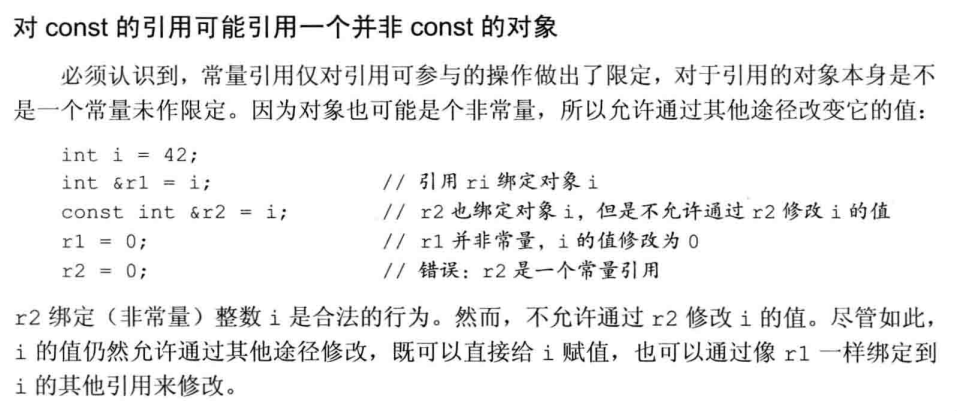 对 const 的引用可能引用一个并非 const 的对象
必须认识到，常量引用仅对引用可参与的操作做出了限定，对于引用的对象本身是不
是一个常量未作限定。因为对象也可能是个非常量，所以允许通过其他途径改变它的值：
int i = 42;
int &r1 = i; // 引用 ri 绑定对象 i
const int &r2 = i; // r2 也绑定对象 i，但是不允许通过 r2 修改 i 的值
r1 = 0; // r1 并非常量，i 的值修改为 0
r2 = 0; // 错误：r2 是一个常量引用
r2 绑定（非常量）整数 i 是合法的行为。然而，不允许通过 r2 修改 i 的值。尽管如此，
i 的值仍然允许通过其他途径修改，既可以直接给 i 赋值，也可以通过像 r1 一样绑定到
i 的其他引用来修改。